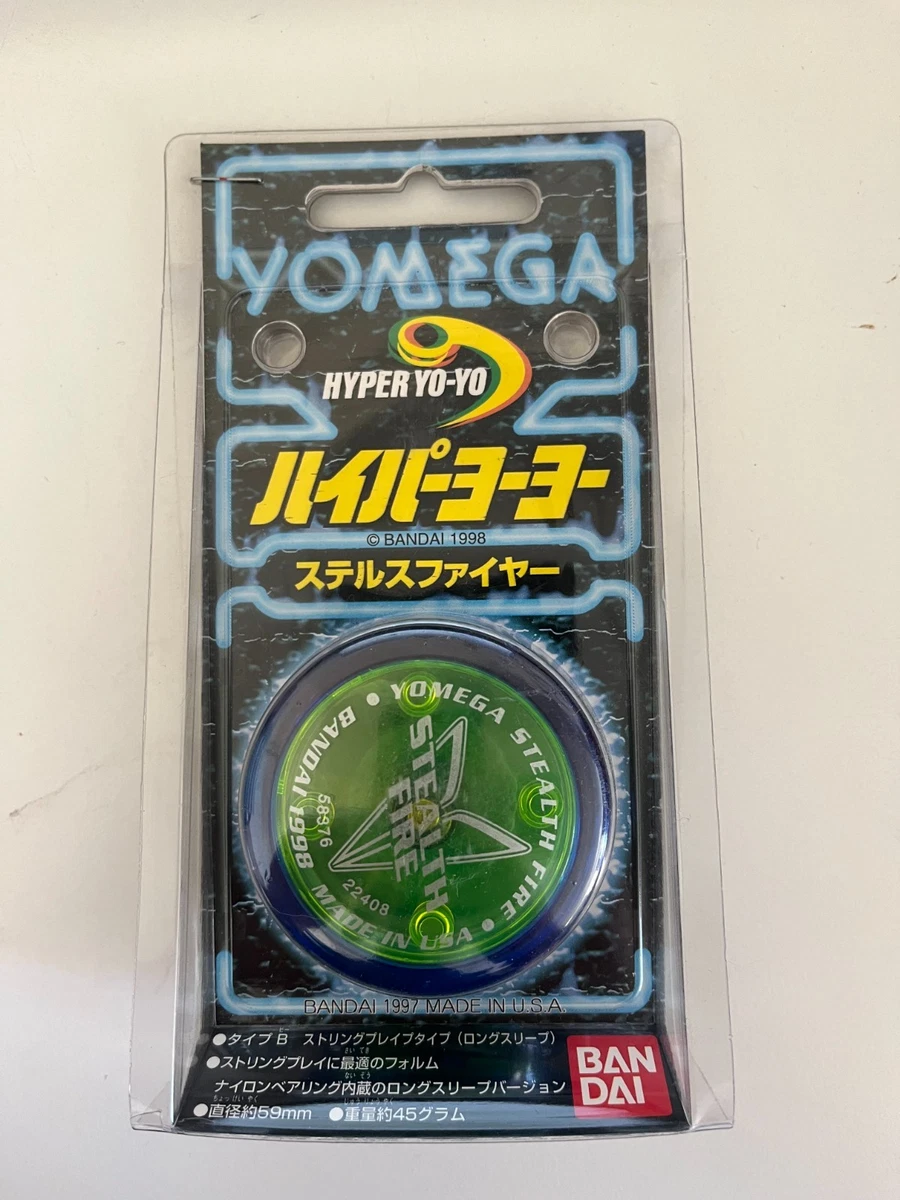 YOMEGA
HYPER YO-YO
ハイパーヨーヨー
© BANDAI 1998
ステルスファイヤー
● YOMEGA STEALTH FIRE ● MADE IN USA
BANDAI 1998
STEALTH
FIRE
58976
22408
BANDAI 1997 MADE IN U.S.A.
●タイプB ストリングプレイプタイプ（ロングスリープ）
●ストリングプレイに最適のフォルム
ナイロンベアリング内蔵のロングスリープバージョン
●直径約59mm ●重量約45グラム
BAN
DAI